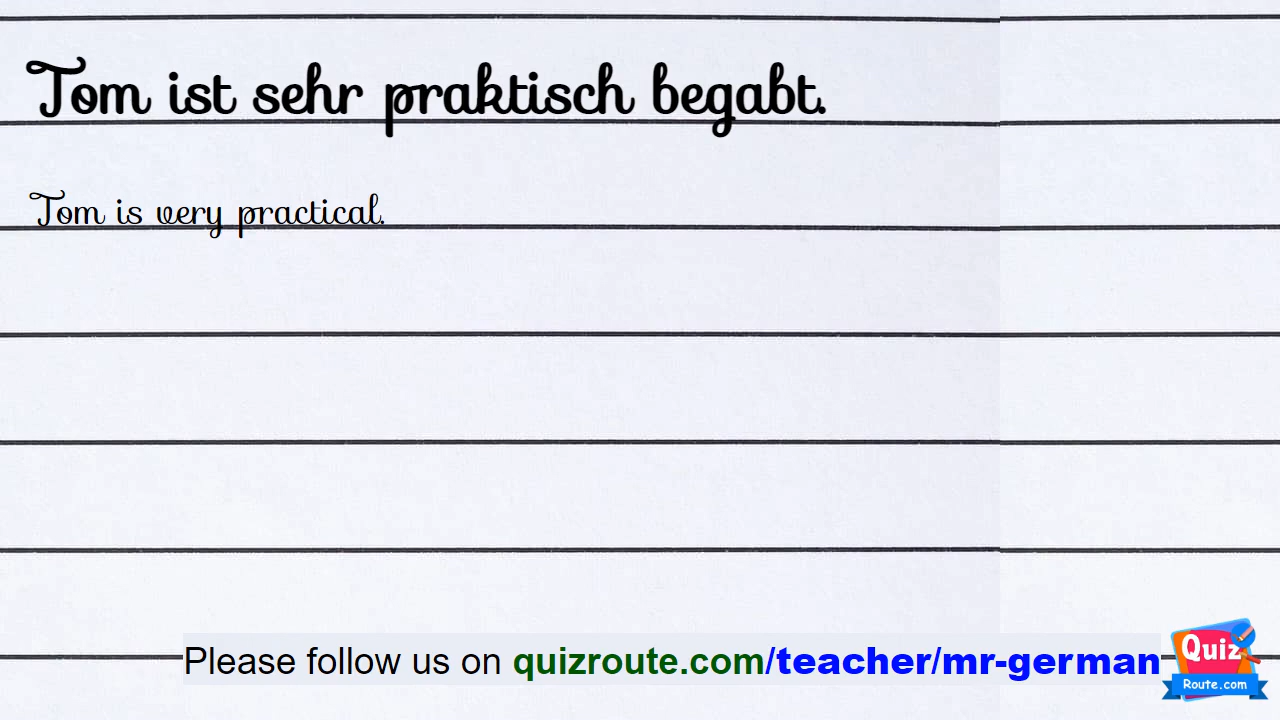 Tom ist sehr praktisch begabt.
Tom is very practical.
Please follow us on quizroute.com/teacher/mr-german
Quiz
Route.com